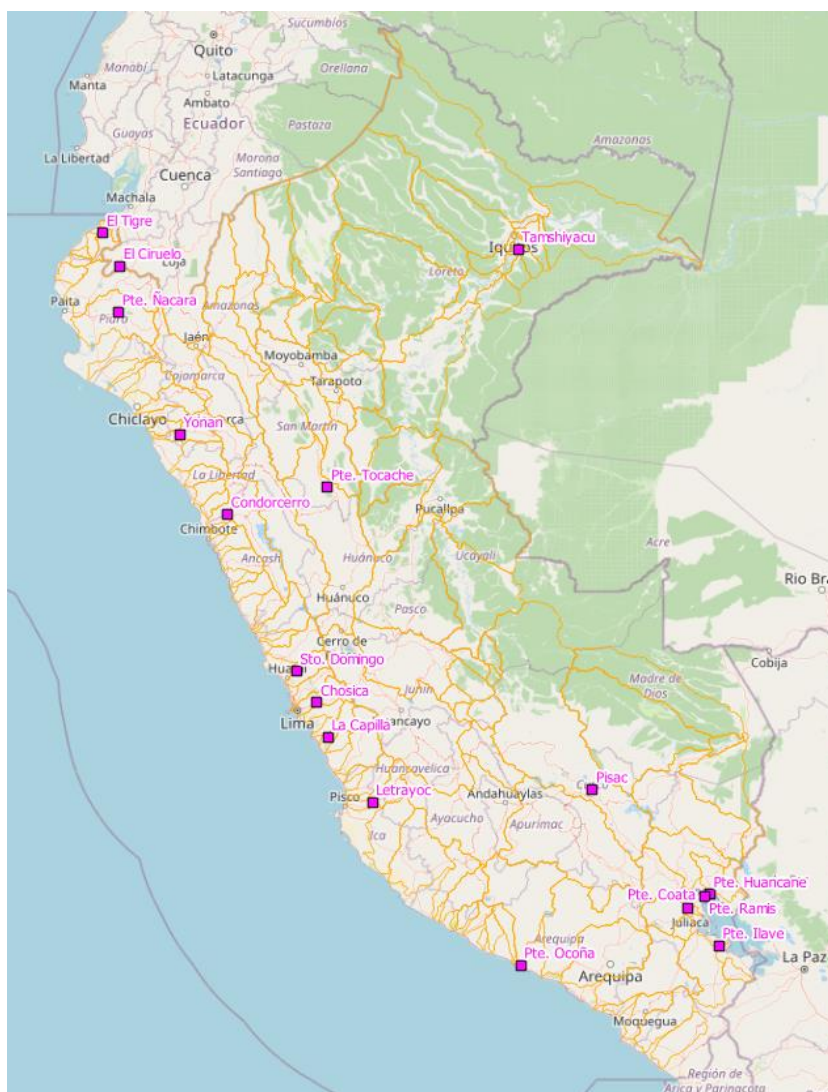 Sucumbíos
Quito
Manabí
Latacunga
Orellana
Manta
Ambato
Ecuador
Pastaza
Guayas
Amazonas
La Libertad
Morona
Santiago
Cuenca
Machala
El Tigre
Tamshiyacu
Iquitos
El Ciruelo
Loja
Loreto
Paita
Pte. Ñacara
Piura
Amazonas
Jaén
Moyobamba
Cajamarca
Tarapoto
Chiclayo
Yonan
San Martín
La Libertad
Pte. Tocache
Condorcerro
Pucallpa
Chimbote
Acre
Ancash
Huánuco
Ucayali
Rio Bra
Huánuco
Pasco
Cerro de
Sto. Domingo
Cobija
Madre de
Dios
Junín
Chosica
Lima
La Capilla
ancayo
Huancavelica
Pisac
Pisco
Letrayoc
Andahuaylas
Ayacucho
Apurimac
Ica
Pte. Huancane
Pte. Coata
Pte. Ramis
Juliaca
Pte. Ilave
Arequipa
Pte. Ocoña
Arequipa
La Paz
Moquegua
Región de
Arica y Parinacota